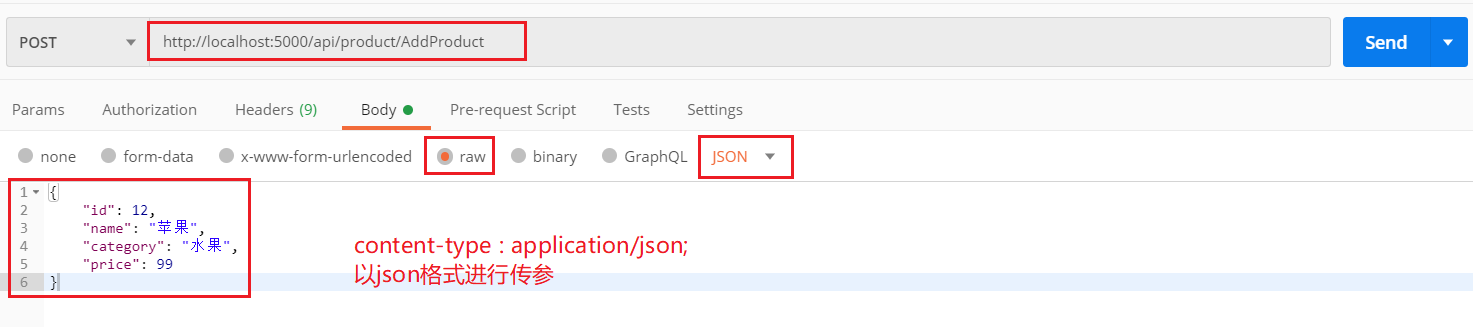 POST http://localhost:5000/api/product/AddProduct Send
Params Authorization Headers (9) Body Pre-request Script Tests Settings
none form-data x-www-form-urlencoded raw binary GraphQL JSON
1 {
2 "id": 12,
3 "name": "苹果",
4 "category": "水果",
5 "price": 99
6 }
content-type : application/json;
以json格式进行传参